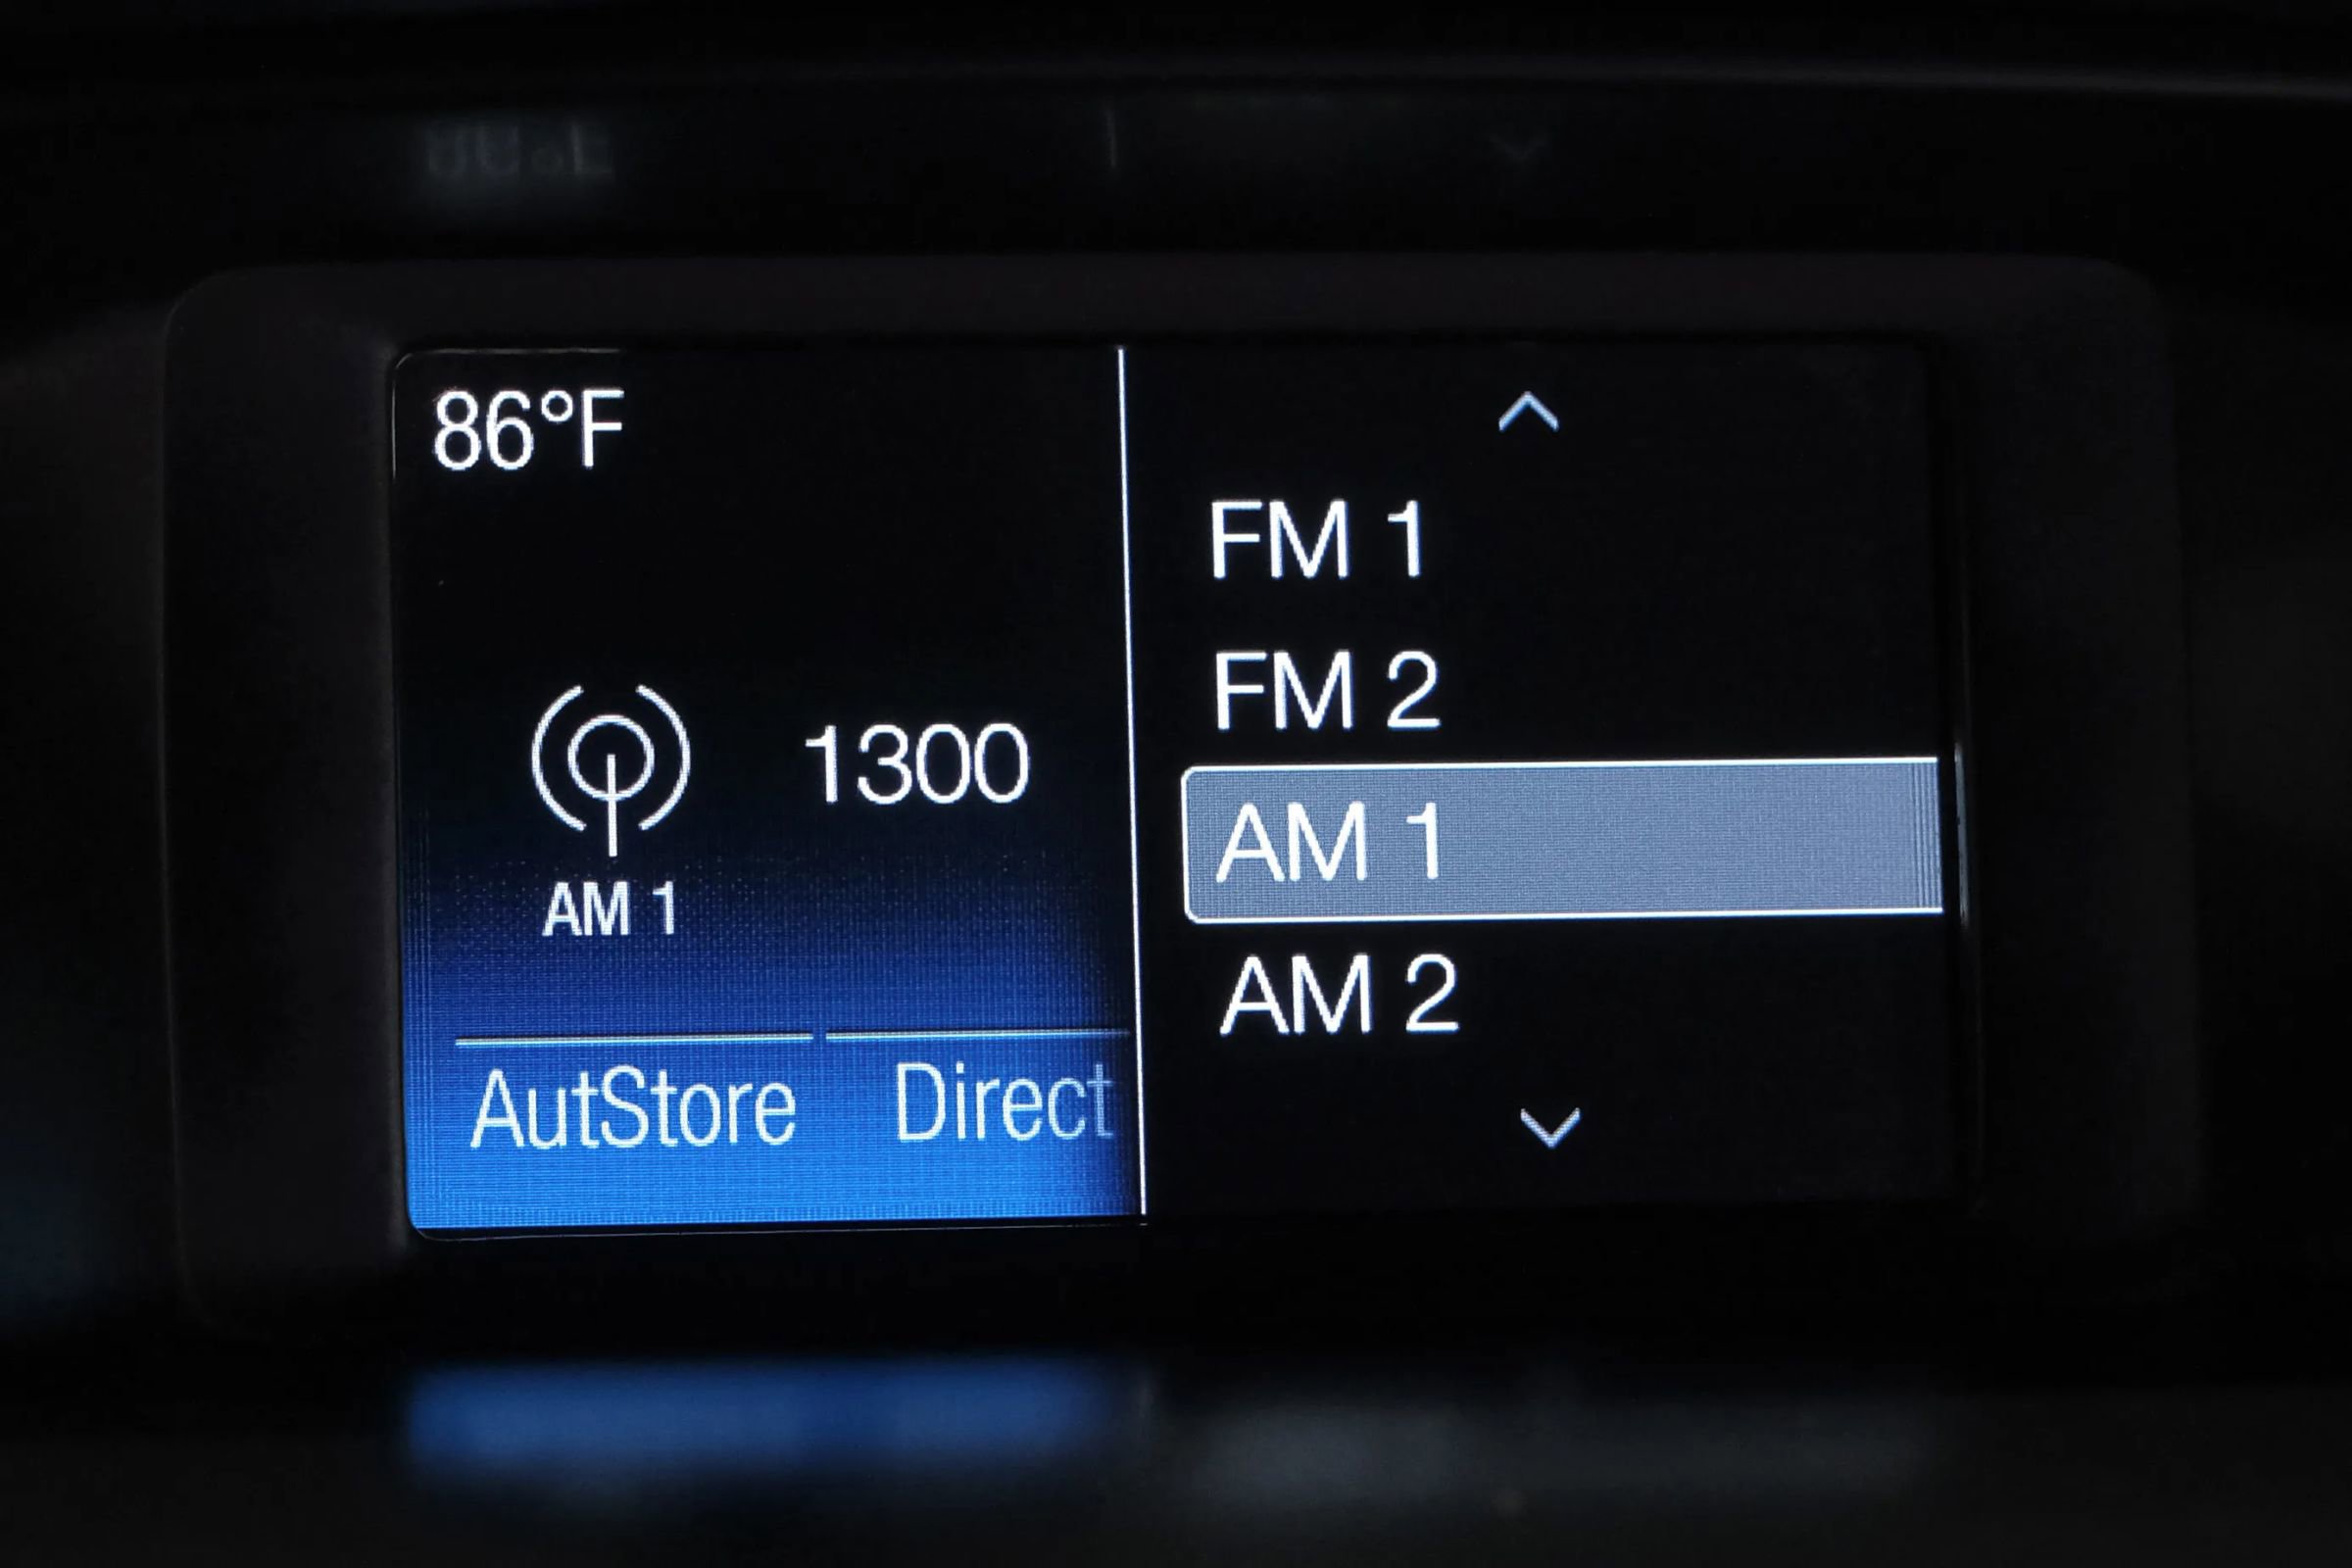 86°F
1300
AM 1
AutStore
Direct
FM 1
FM 2
AM 1
AM 2